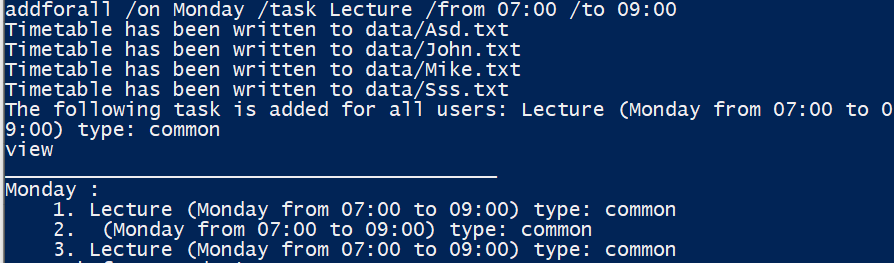 addforall /on Monday /task Lecture /from 07:00 /to 09:00
Timetable has been written to data/Asd.txt
Timetable has been written to data/John.txt
Timetable has been written to data/Mike.txt
Timetable has been written to data/Sss.txt
The following task is added for all users: Lecture (Monday from 07:00 to 0
9:00) type: common
view
Monday :
1. Lecture (Monday from 07:00 to 09:00) type: common
2.  (Monday from 07:00 to 09:00) type: common
3. Lecture (Monday from 07:00 to 09:00) type: common